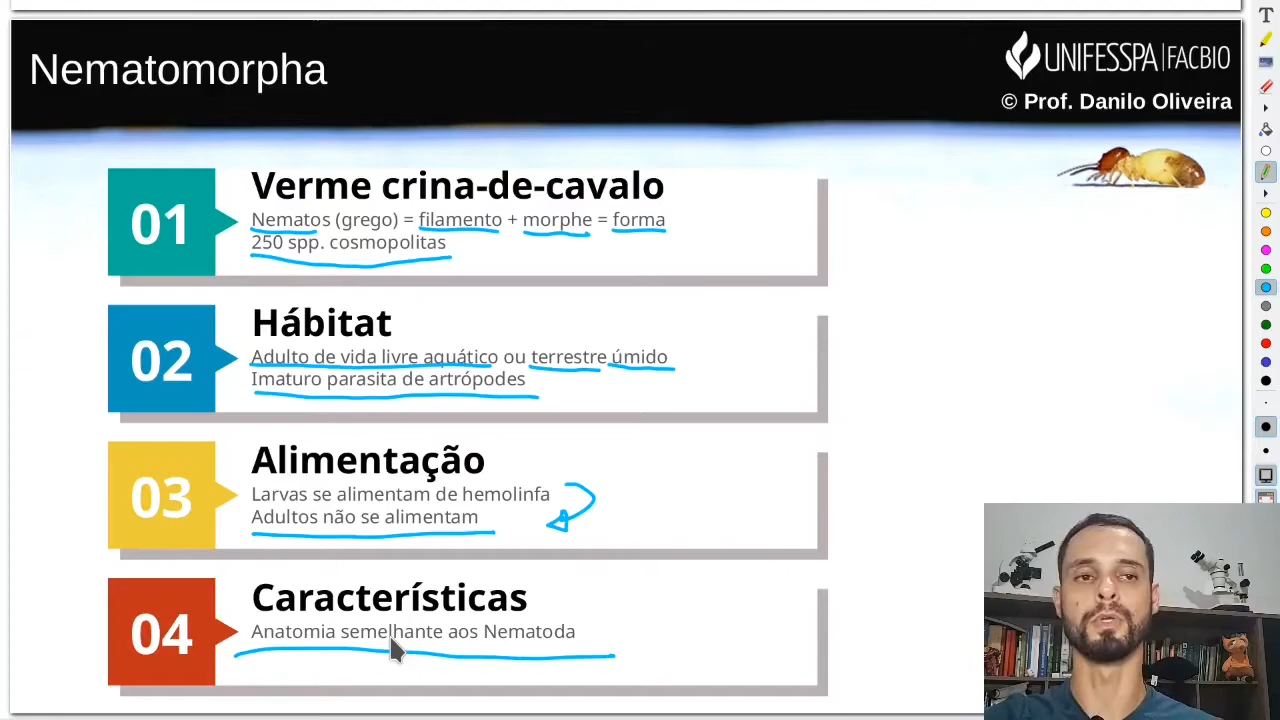 Nematomorpha
UNIFESSPA|FACBIO
© Prof. Danilo Oliveira
01
Verme crina-de-cavalo
Nematos (grego) = filamento + morphe = forma
250 spp. cosmopolitas
02
Hábitat
Adulto de vida livre aquático ou terrestre úmido
Imaturo parasita de artrópodes
03
Alimentação
Larvas se alimentam de hemolinfa
Adultos não se alimentam
04
Características
Anatomia semelhante aos Nematoda
T